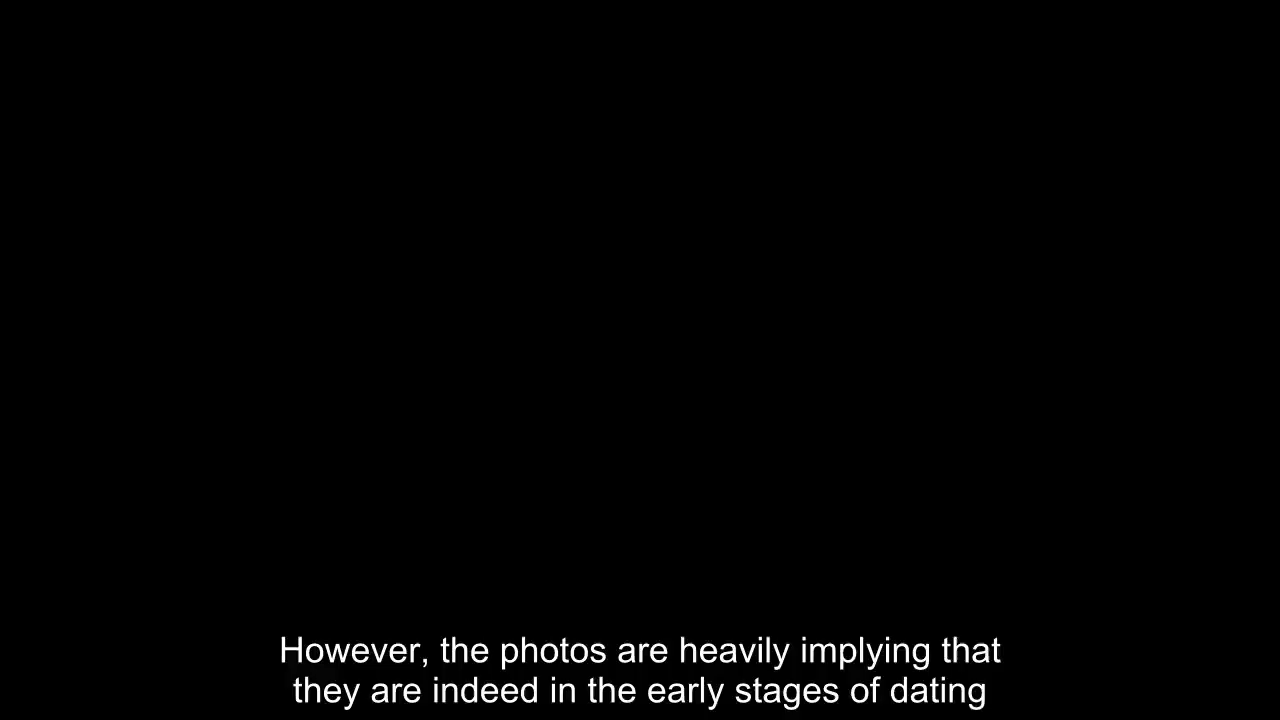 However, the photos are heavily implying that
they are indeed in the early stages of dating